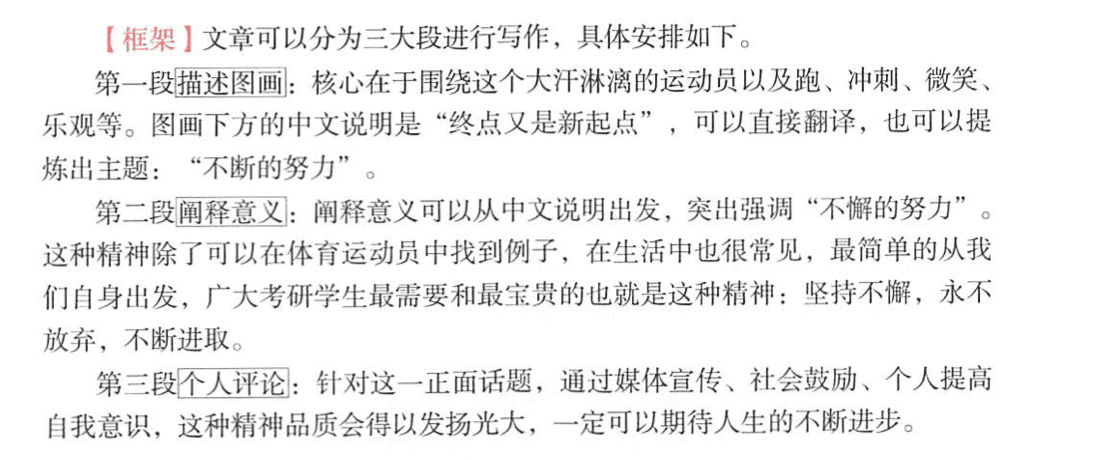 【框架】文章可以分为三大段进行写作，具体安排如下。
第一段描述图画：核心在于围绕这个大汗淋漓的运动员以及跑、冲刺、微笑、
乐观等。图画下方的中文说明是“终点又是新起点”，可以直接翻译，也可以提
炼出主题：“不断的努力”。
第二段阐释意义：阐释意义可以从中文说明出发，突出强调“不懈的努力”。
这种精神除了可以在体育运动员中找到例子，在生活中也很常见，最简单的从我
们自身出发，广大考研学生最需要和最宝贵的也就是这种精神：坚持不懈，永不
放弃，不断进取。
第三段个人评论：针对这一正面话题，通过媒体宣传、社会鼓励、个人提高
自我意识，这种精神品质会得以发扬光大，一定可以期待人生的不断进步。